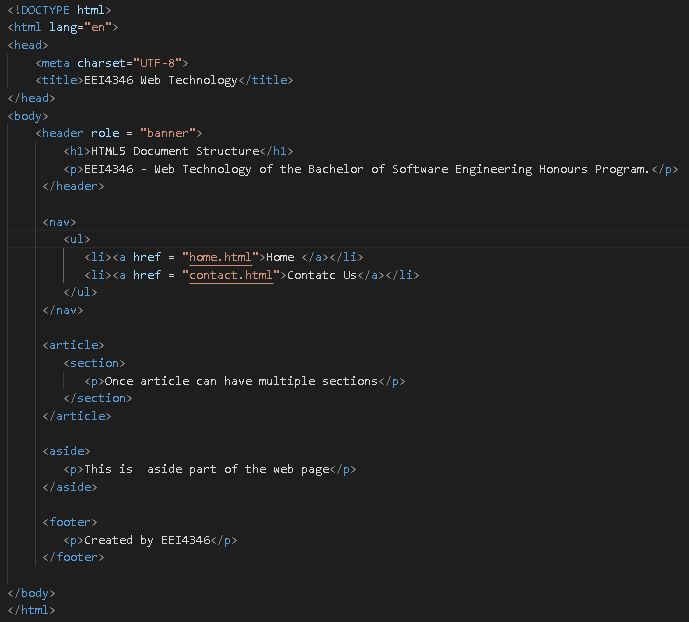 <!DOCTYPE html>
<html lang="en">
<head>
    <meta charset="UTF-8">
    <title>EEI4346 Web Technology</title>
</head>
<body>
    <header role = "banner">
        <h1>HTML5 Document Structure</h1>
        <p>EEI4346 - Web Technology of the Bachelor of Software Engineering Honours Program.</p>
     </header>

     <nav>
        <ul>
           <li><a href = "home.html">Home </a></li>
           <li><a href = "contact.html">Contatc Us</a></li>
        </ul>
     </nav>

     <article>
        <section>
           <p>Once article can have multiple sections</p>
        </section>
     </article>

     <aside>
        <p>This is  aside part of the web page</p>
     </aside>

     <footer>
        <p>Created by EEI4346</p>
     </footer>

</body>
</html>